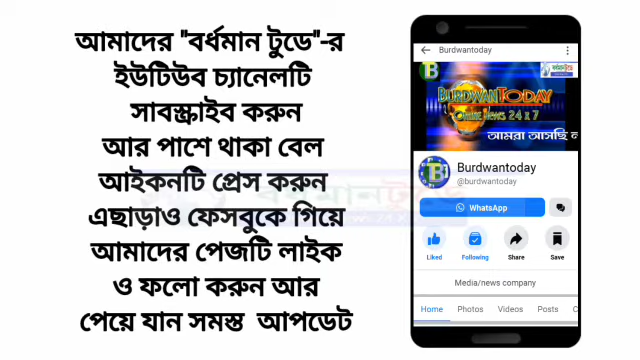 আমাদের "বর্ধমান টুডে"-র
ইউটিউব চ্যানেলটি
সাবস্ক্রাইব করুন
আর পাশে থাকা বেল
আইকনটি প্রেস করুন
এছাড়াও ফেসবুকে গিয়ে
আমাদের পেজটি লাইক
ও ফলো করুন আর
পেয়ে যান সমস্ত আপডেট
Burdwantoday
BURDWANTODAY
ONLINE NEWS 24 X 7
আমরা আসছি
Burdwantoday
@burdwantoday
WhatsApp
Liked Following Share Save
Media/news company
Home Photos Videos Posts C